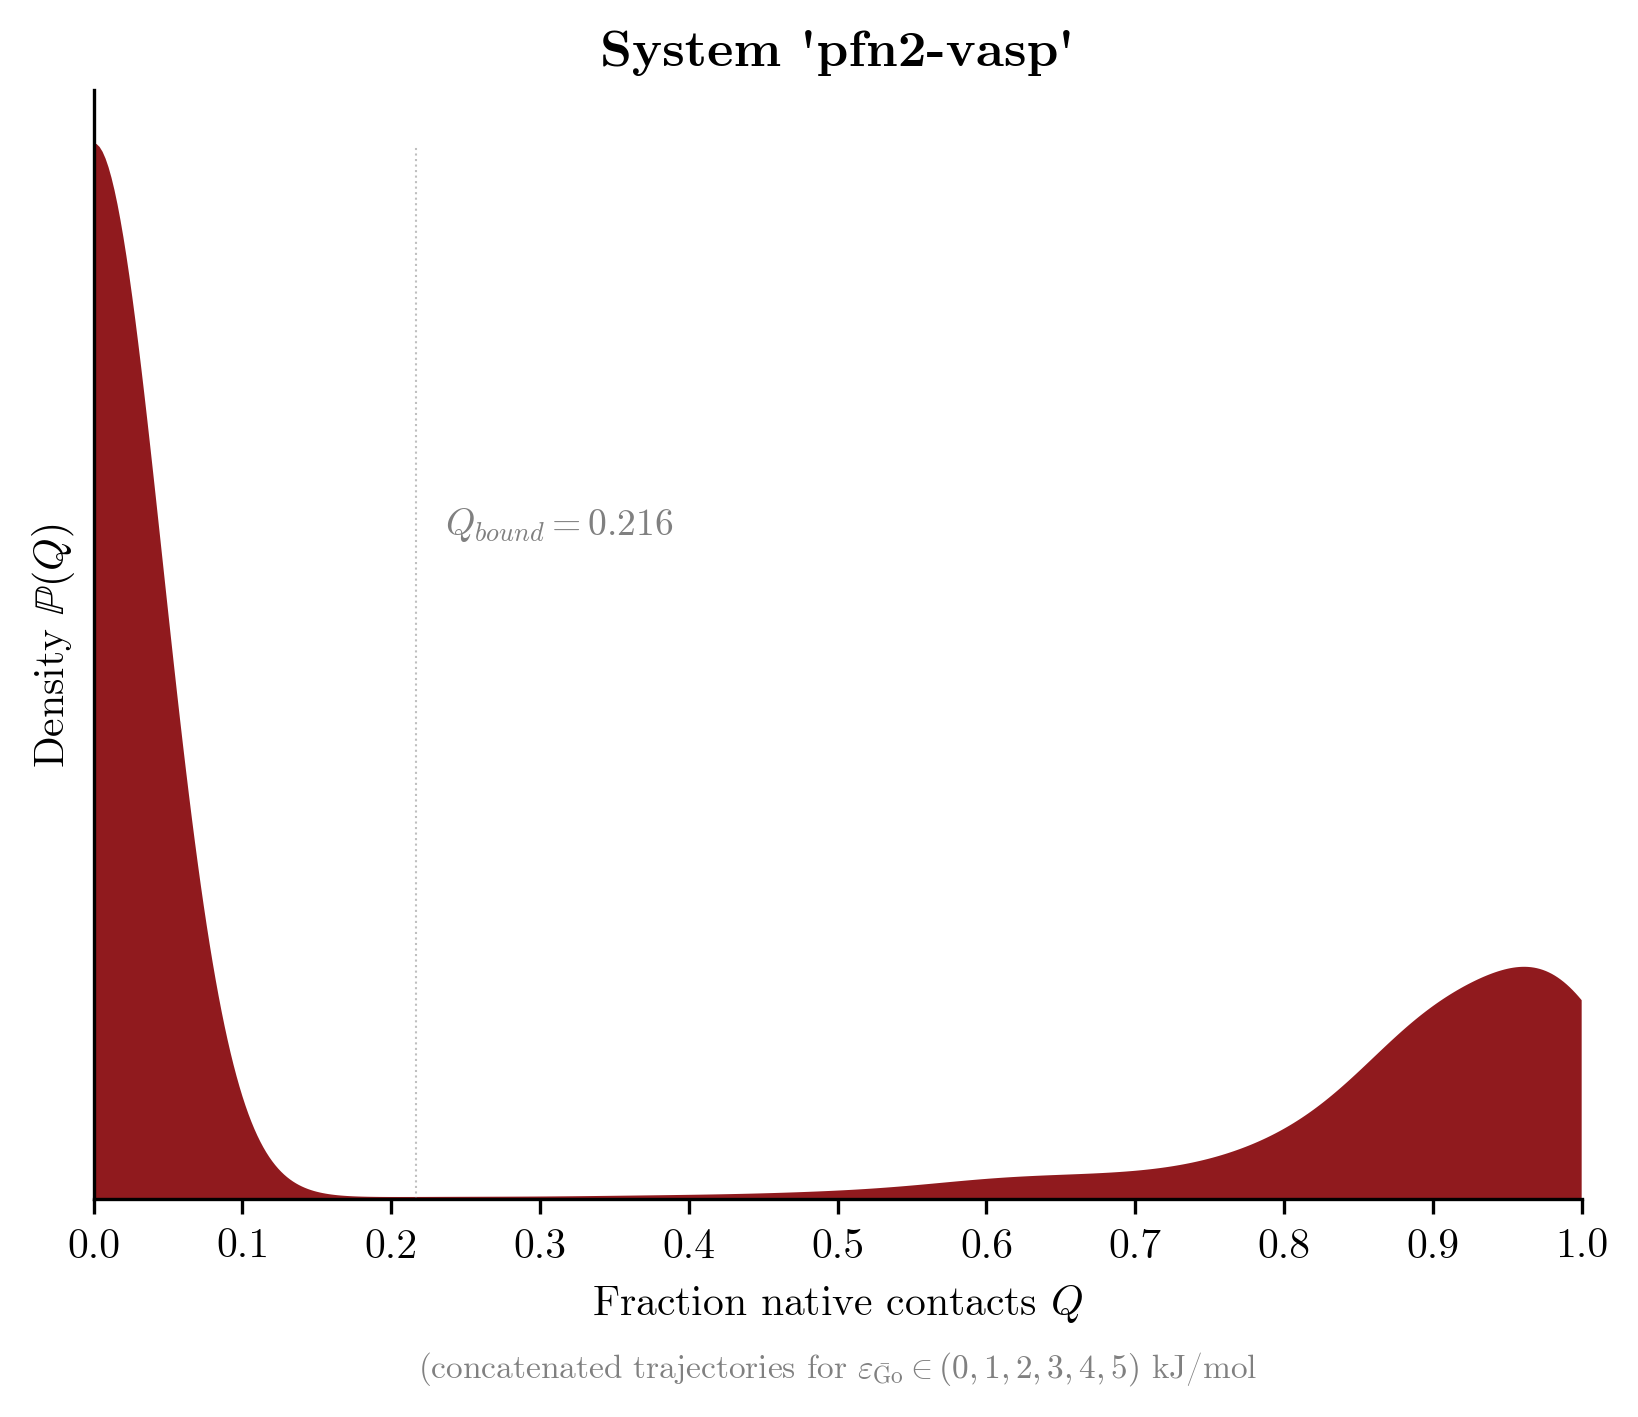 System 'pfn2-vasp'
Density ℙ(Q)
Q_bound = 0.216
0.0 0.1 0.2 0.3 0.4 0.5 0.6 0.7 0.8 0.9 1.0
Fraction native contacts Q
(concatenated trajectories for ε_Ḡo ∈ (0, 1, 2, 3, 4, 5) kJ/mol